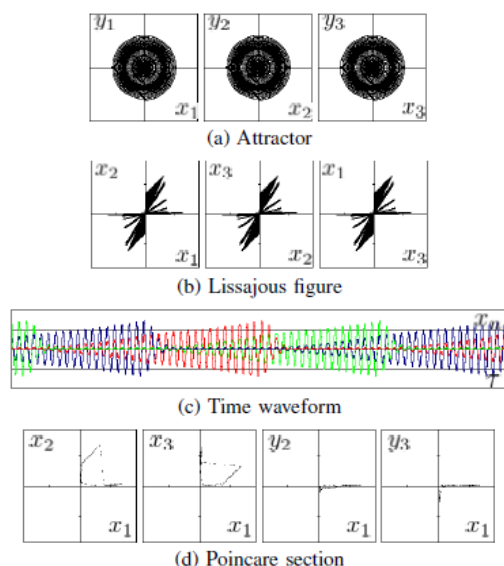 y₁ y₂ y₃
x₁ x₂ x₃
(a) Attractor
x₂ x₃ x₁
x₁ x₂ x₃
(b) Lissajous figure
xₙ
τ
(c) Time waveform
x₂ x₃ y₂ y₃
x₁ x₁ x₁ x₁
(d) Poincare section